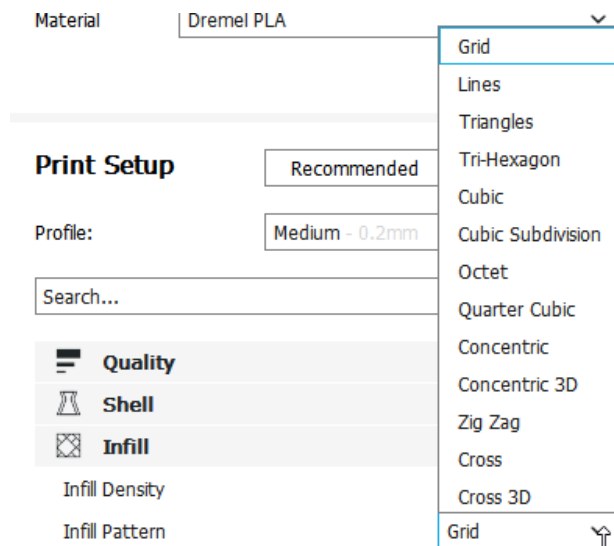 Material Dremel PLA
Grid
Lines
Triangles
Tri-Hexagon
Cubic
Cubic Subdivision
Octet
Quarter Cubic
Concentric
Concentric 3D
Zig Zag
Cross
Cross 3D
Print Setup Recommended
Profile: Medium - 0.2mm
Search...
Quality
Shell
Infill
Infill Density
Infill Pattern Grid